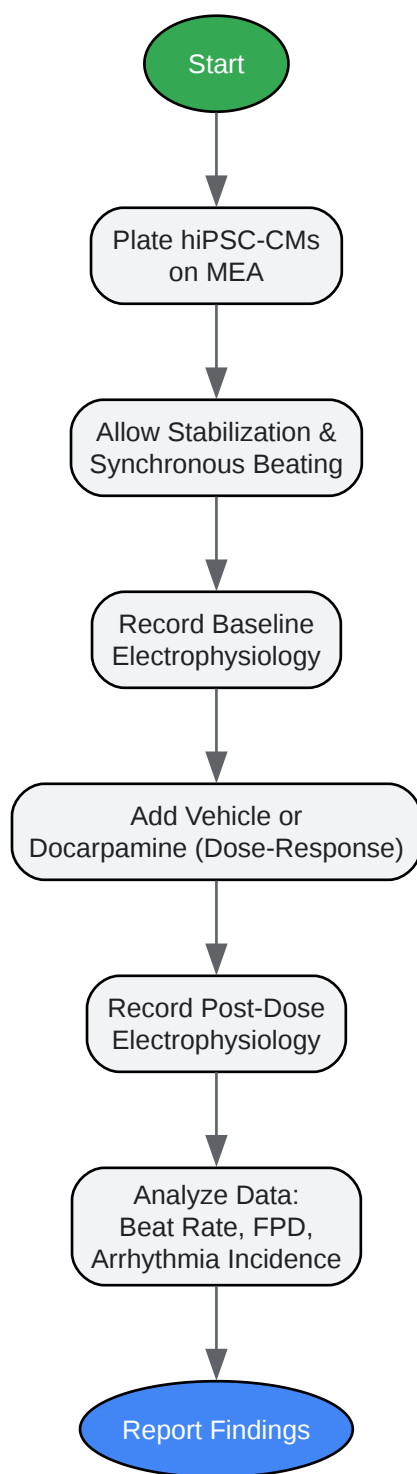 Start
Plate hiPSC-CMs
on MEA
Allow Stabilization &
Synchronous Beating
Record Baseline
Electrophysiology
Add Vehicle or
Docarpamine (Dose-Response)
Record Post-Dose
Electrophysiology
Analyze Data:
Beat Rate, FPD,
Arrhythmia Incidence
Report Findings